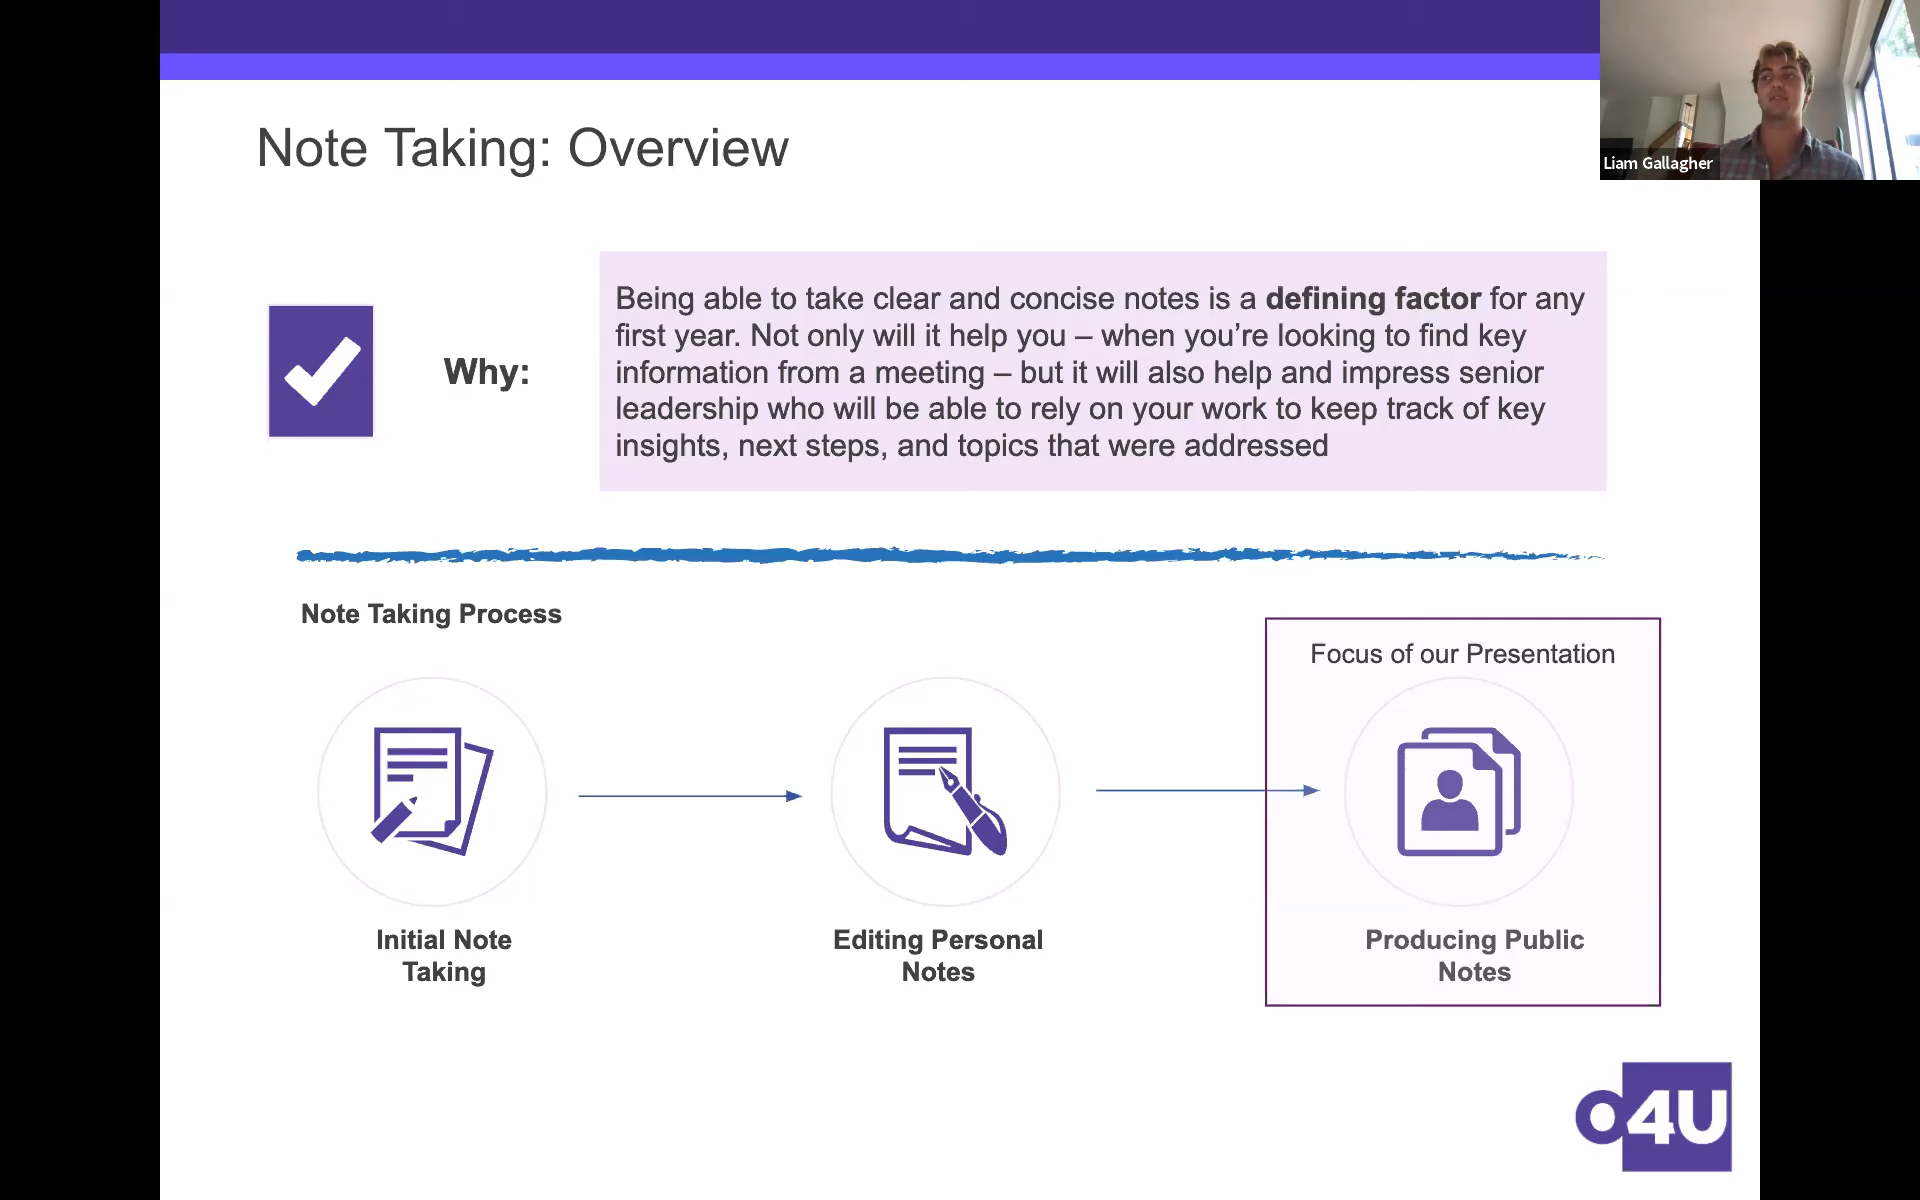 Note Taking: Overview
Liam Gallagher
Why:
Being able to take clear and concise notes is a defining factor for any
first year. Not only will it help you – when you’re looking to find key
information from a meeting – but it will also help and impress senior
leadership who will be able to rely on your work to keep track of key
insights, next steps, and topics that were addressed
Note Taking Process
Focus of our Presentation
Initial Note
Taking
Editing Personal
Notes
Producing Public
Notes
O4U